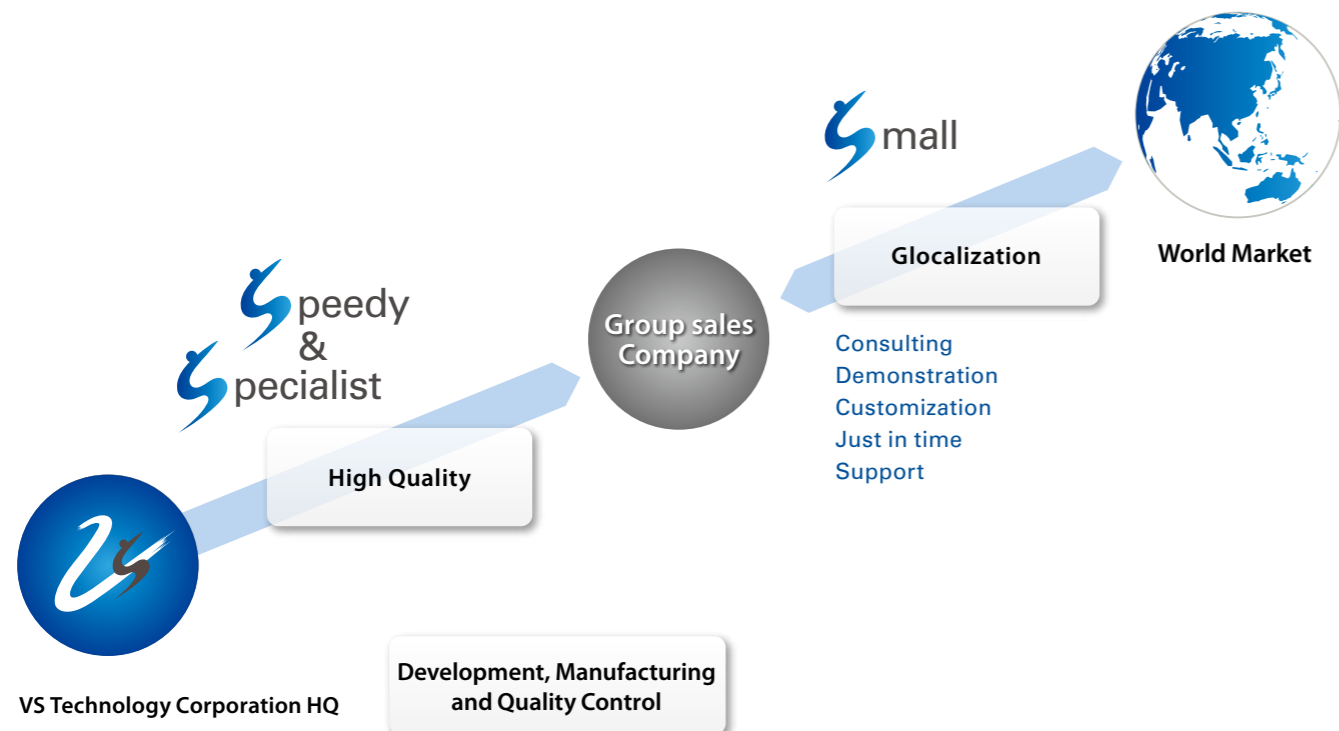 Small
World Market
Glocalization
Speedy
&
Specialist
Group sales
Company
Consulting
Demonstration
Customization
Just in time
Support
High Quality
VS
VS Technology Corporation HQ
Development, Manufacturing
and Quality Control